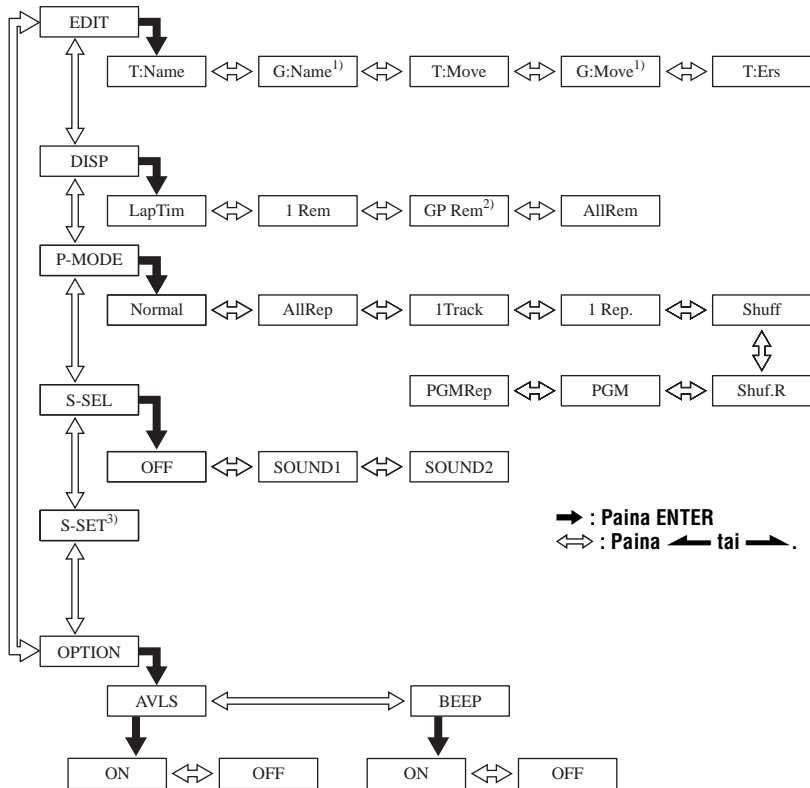 EDIT
T:Name G:Name1) T:Move G:Move1) T:Ers
DISP
LapTim 1 Rem GP Rem2) AllRem
P-MODE
Normal AllRep 1Track 1 Rep. Shuff
PGMRep PGM Shuf.R
S-SEL
OFF SOUND1 SOUND2
S-SET3)
: Paina ENTER
: Paina tai .
OPTION
AVLS BEEP
ON OFF ON OFF